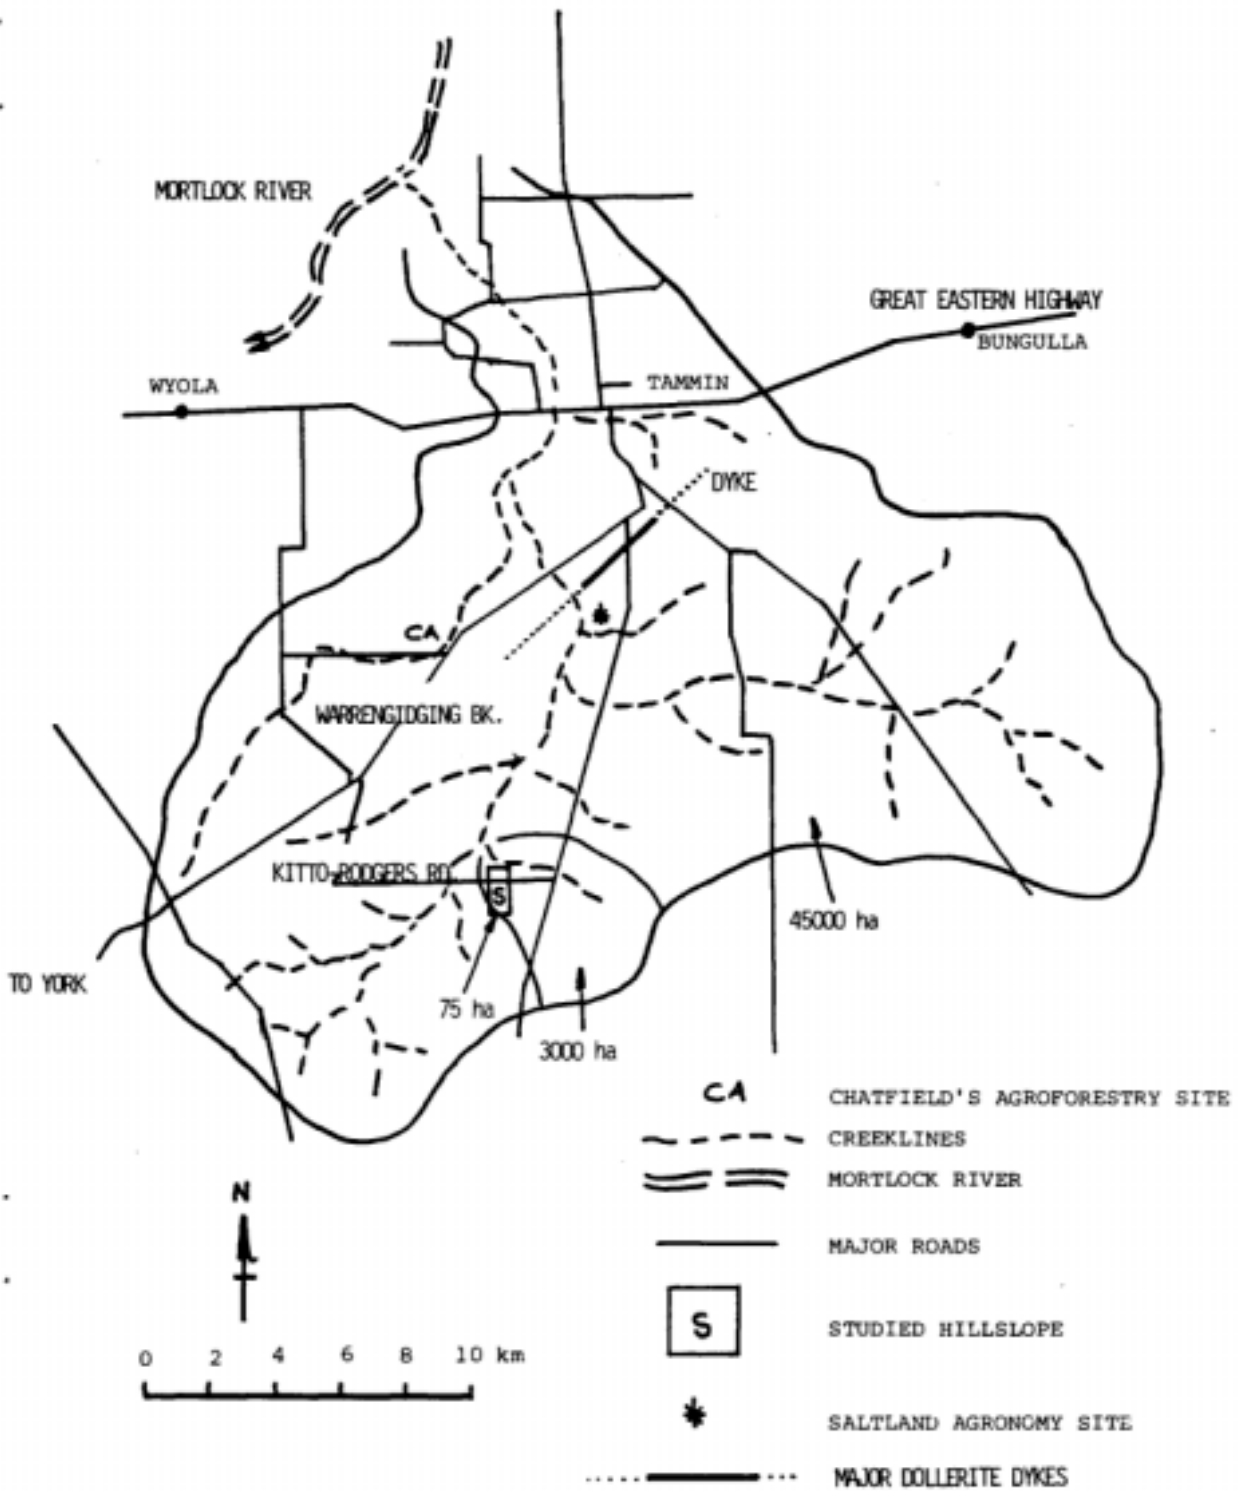 MORTLOCK RIVER
GREAT EASTERN HIGHWAY
BUNGULLA
WYOLA
TAMMIN
DYKE
CA
WARRENGIDGING BK.
KITTO-RODGERS RD.
S
45000 ha
TO YORK
75 ha
3000 ha
CA CHATFIELD'S AGROFORESTRY SITE
CREEKLINES
MORTLOCK RIVER
N
MAJOR ROADS
S STUDIED HILLSLOPE
0 2 4 6 8 10 km
SALTLAND AGRONOMY SITE
MAJOR DOLLERITE DYKES